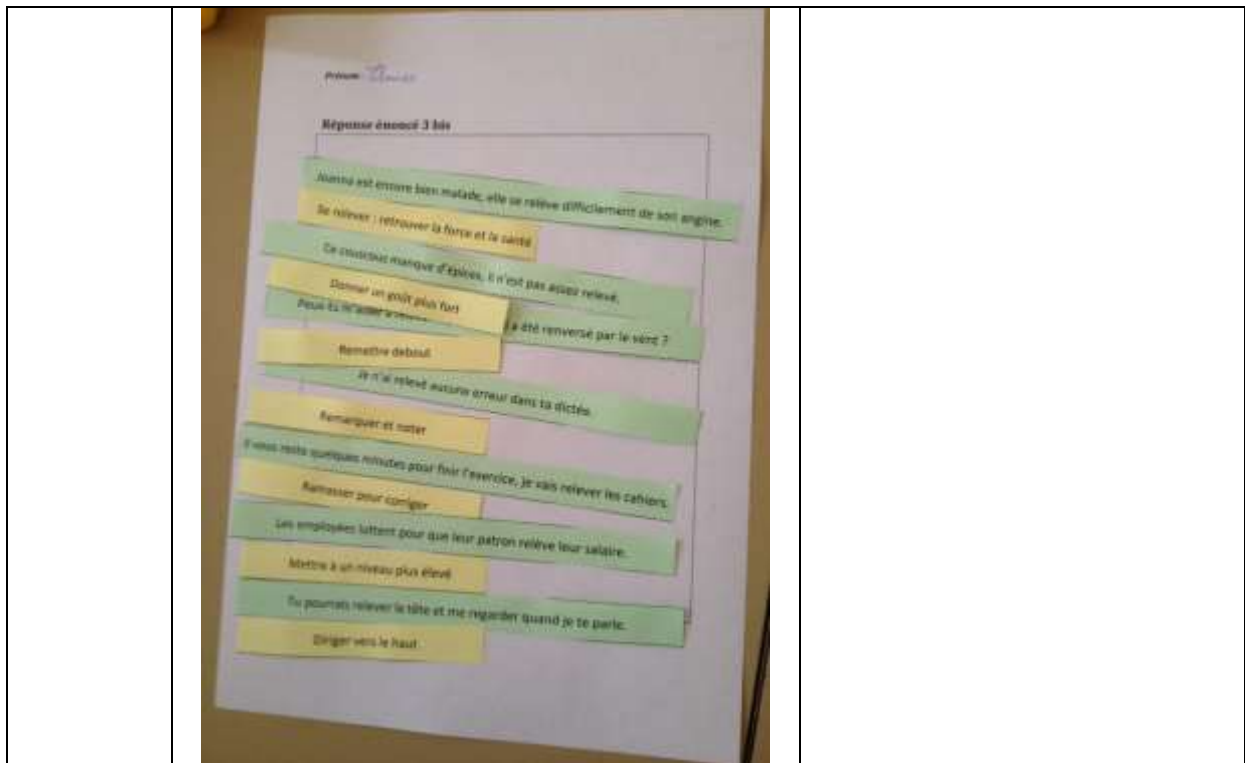 Prénom
Réponse énoncé 3 bis
Joanna est encore bien malade, elle se relève difficilement de son angine.
Se relever : retrouver la force et la santé
Ce couscous manque d'épices, il n'est pas assez relevé.
Donner un goût plus fort
Peux-tu m'aider à a été renversé par le vent ?
Remettre debout
Je n'ai relevé aucune erreur dans ta dictée.
Remarquer et noter
Il vous reste quelques minutes pour finir l'exercice, je vais relever les cahiers.
Ramasser pour corriger
Les employées luttent pour que leur patron relève leur salaire.
Mettre à un niveau plus élevé
Tu pourrais relever la tête et me regarder quand je te parle.
Diriger vers le haut